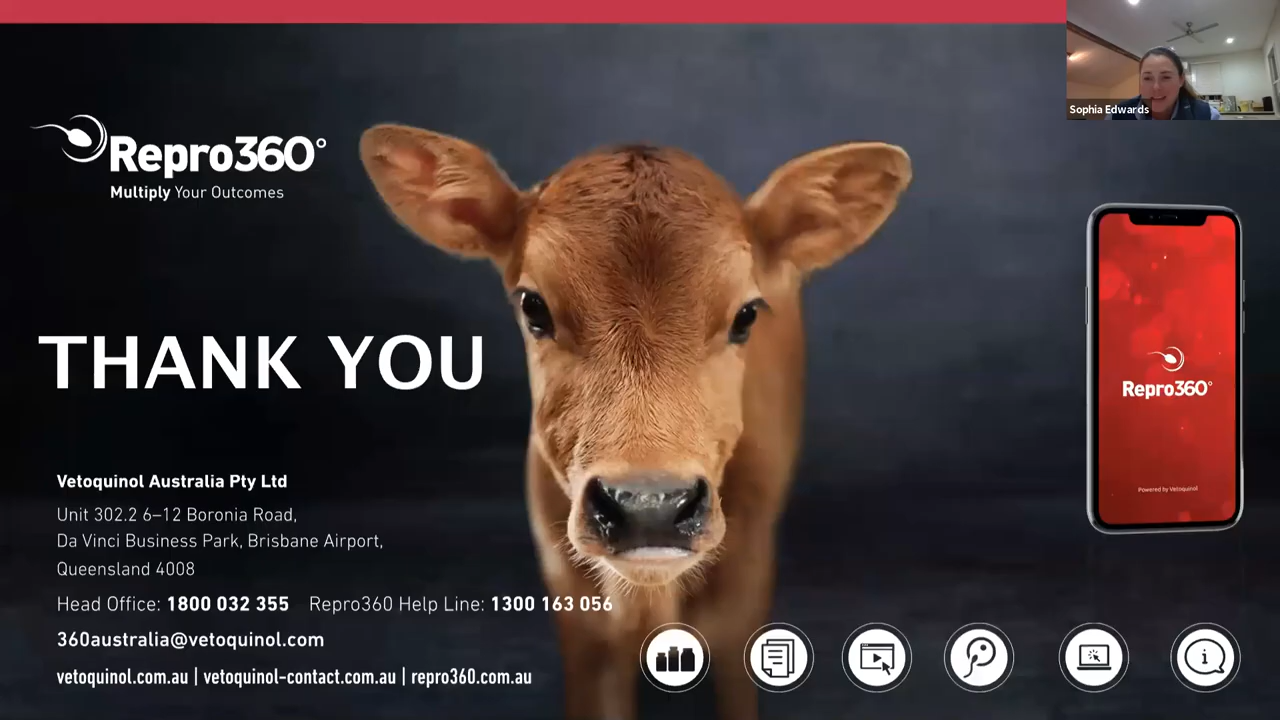 Sophia Edwards
Repro360°
Multiply Your Outcomes
THANK YOU
Repro360°
Powered by Vetoquinol
Vetoquinol Australia Pty Ltd
Unit 302.2 6–12 Boronia Road,
Da Vinci Business Park, Brisbane Airport,
Queensland 4008
Head Office: 1800 032 355 Repro360 Help Line: 1300 163 056
360australia@vetoquinol.com
vetoquinol.com.au | vetoquinol-contact.com.au | repro360.com.au
i